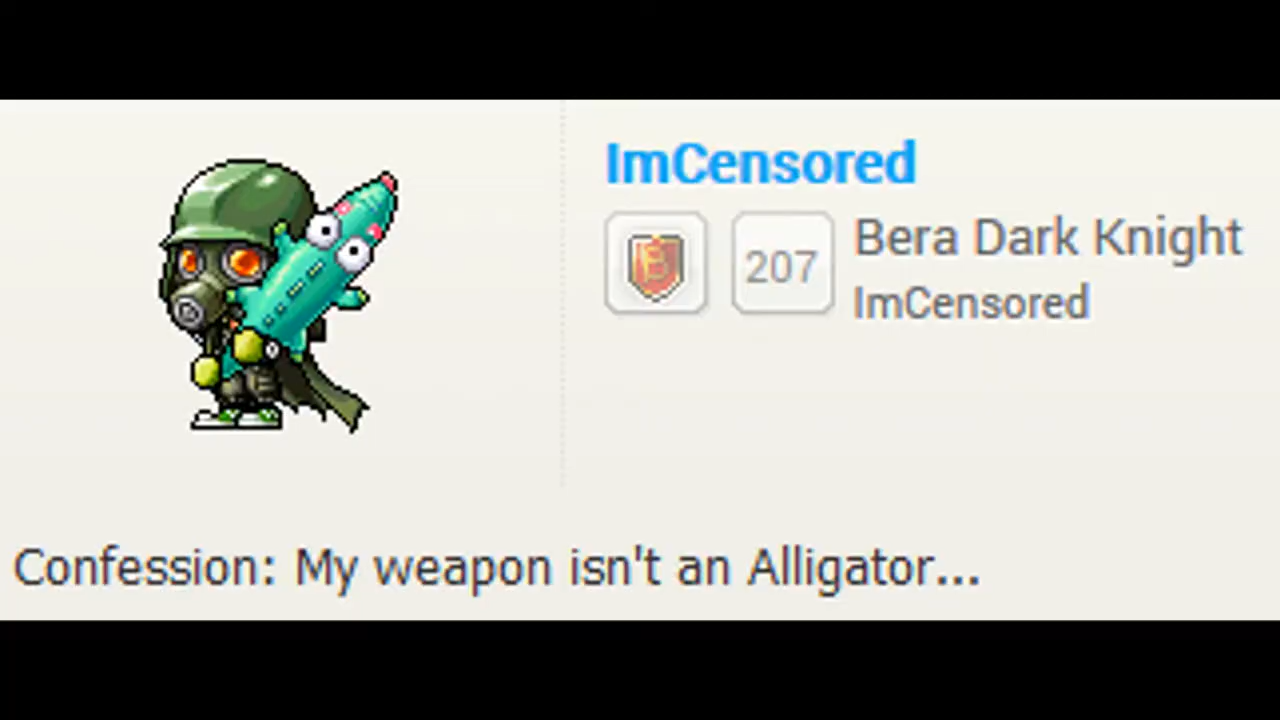 ImCensored
B
207
Bera Dark Knight
ImCensored
Confession: My weapon isn't an Alligator...